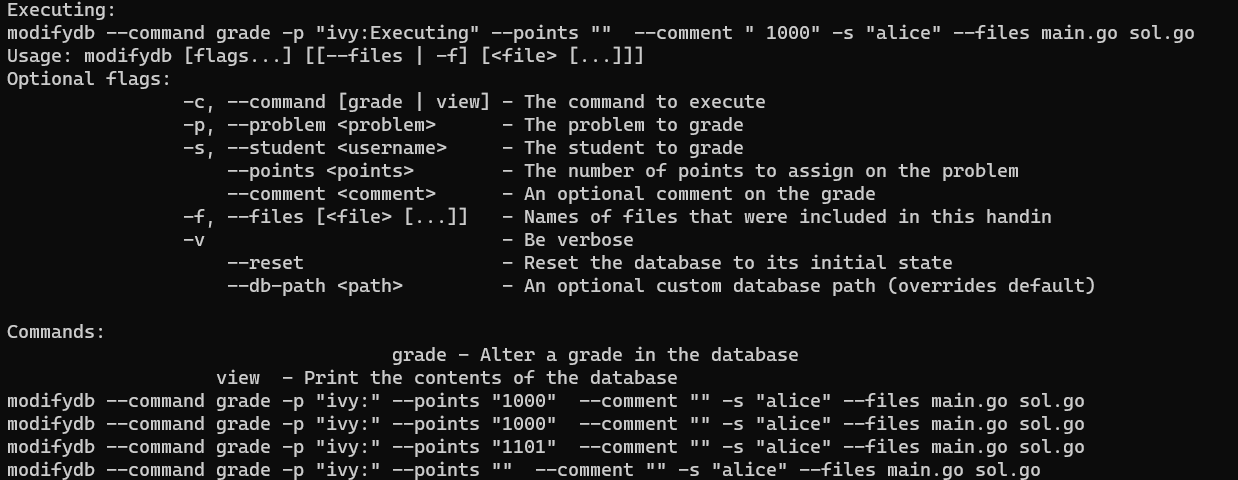 Executing:
modifydb --command grade -p "ivy:Executing" --points ""  --comment " 1000" -s "alice" --files main.go sol.go
Usage: modifydb [flags...] [[--files | -f] [<file> [...]]]
Optional flags:
                -c, --command [grade | view] - The command to execute
                -p, --problem <problem>      - The problem to grade
                -s, --student <username>     - The student to grade
                    --points <points>        - The number of points to assign on the problem
                    --comment <comment>      - An optional comment on the grade
                -f, --files [<file> [...]]   - Names of files that were included in this handin
                -v                           - Be verbose
                    --reset                  - Reset the database to its initial state
                    --db-path <path>         - An optional custom database path (overrides default)

Commands:
                                   grade - Alter a grade in the database
                   view  - Print the contents of the database
modifydb --command grade -p "ivy:" --points "1000"  --comment "" -s "alice" --files main.go sol.go
modifydb --command grade -p "ivy:" --points "1000"  --comment "" -s "alice" --files main.go sol.go
modifydb --command grade -p "ivy:" --points "1101"  --comment "" -s "alice" --files main.go sol.go
modifydb --command grade -p "ivy:" --points ""  --comment "" -s "alice" --files main.go sol.go